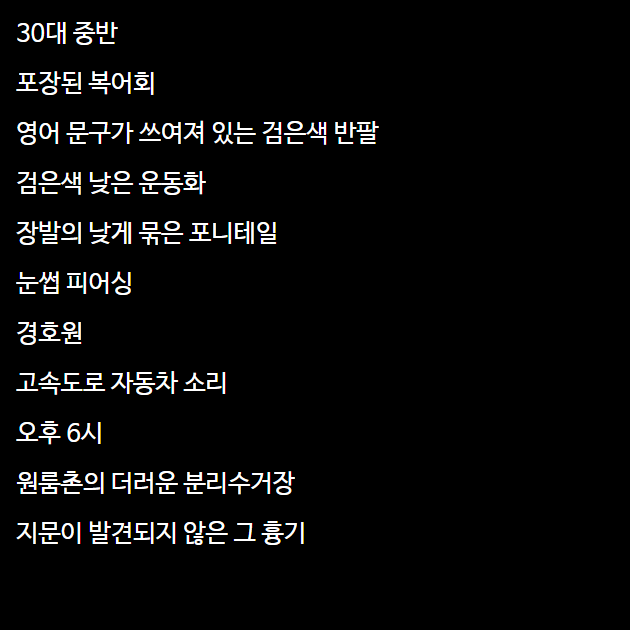 30대 중반
포장된 복어회
영어 문구가 쓰여져 있는 검은색 반팔
검은색 낮은 운동화
장발의 낮게 묶은 포니테일
눈썹 피어싱
경호원
고속도로 자동차 소리
오후 6시
원룸촌의 더러운 분리수거장
지문이 발견되지 않은 그 흉기